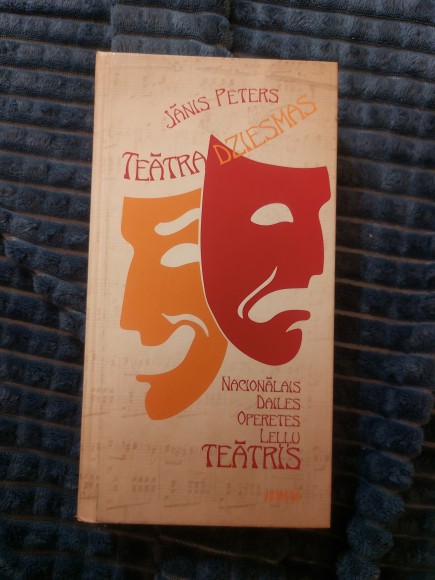 JĀNIS PETERS
TEĀTRA DZIESMAS
NACIONĀLAIS
DAILES
OPERETES
LEĻĻU
TEĀTRIS